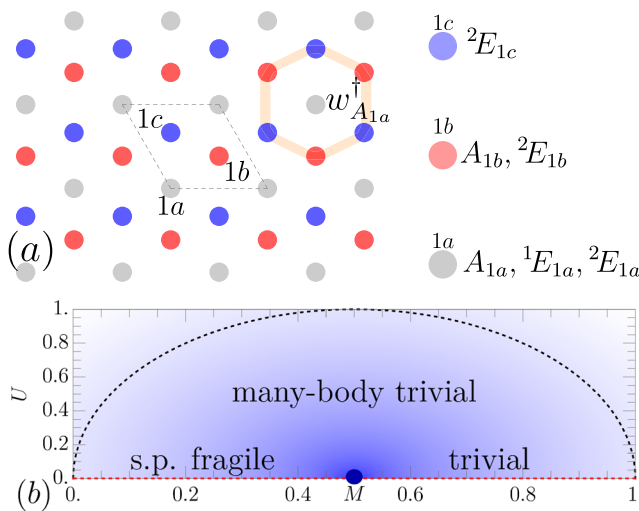 1c
²E₁c
w†A₁a
1c
1b
A₁b, ²E₁b
1b
1a
1a
A₁a, ¹E₁a, ²E₁a
(a)
1.
0.8
0.6
0.4
0.2
0.
U
many-body trivial
s.p. fragile
trivial
(b)
0.
0.2
0.4
M
0.6
0.8
1